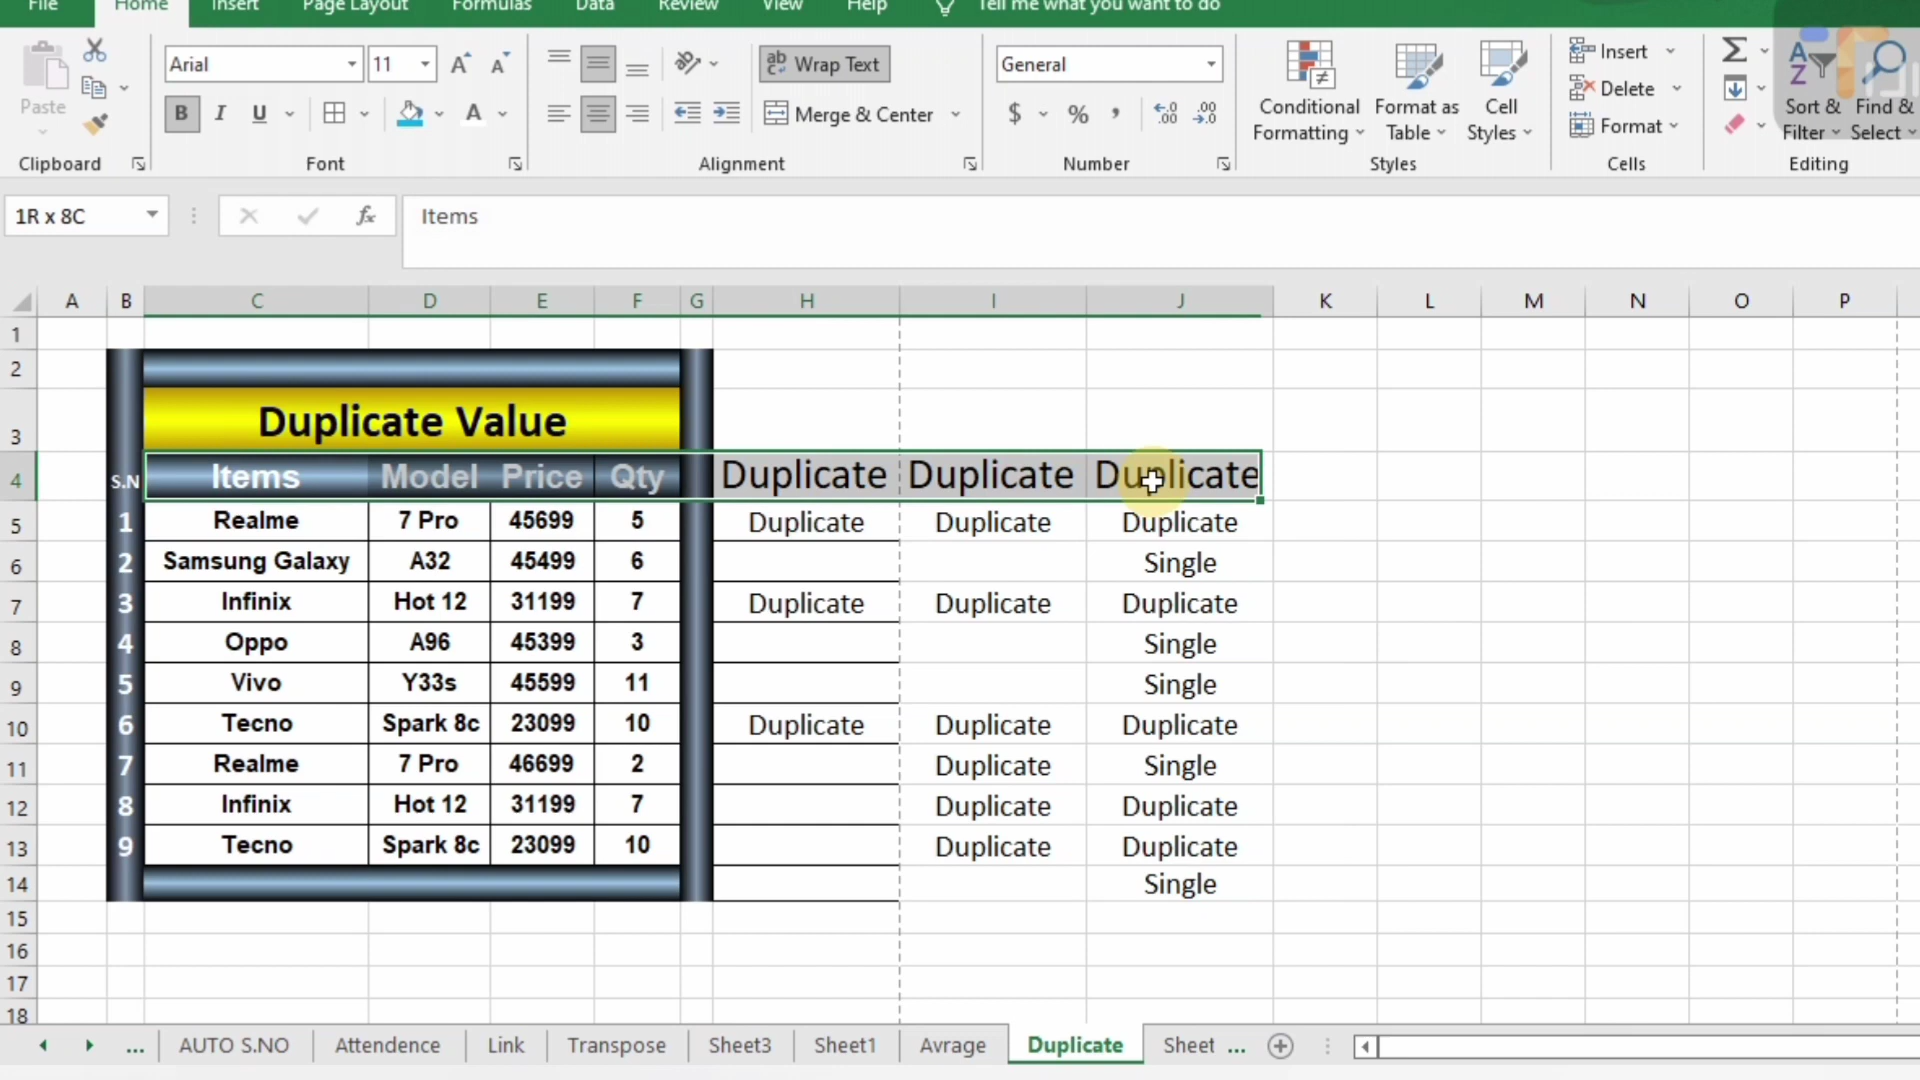 File Home Insert Page Layout Formulas Data Review View Help Tell me what you want to do
Paste
Clipboard
Arial 11
B I U
Font
Wrap Text
Merge & Center
Alignment
General
$ % ,
Number
Conditional Formatting
Format as Table
Cell Styles
Styles
Insert
Delete
Format
Cells
Sort & Filter
Find & Select
Editing
1R x 8C fx Items
A B C D E F G H I J K L M N O P
1
2
3 Duplicate Value
4 S.N Items Model Price Qty Duplicate Duplicate Duplicate
5 1 Realme 7 Pro 45699 5 Duplicate Duplicate Duplicate
6 2 Samsung Galaxy A32 45499 6 Single
7 3 Infinix Hot 12 31199 7 Duplicate Duplicate Duplicate
8 4 Oppo A96 45399 3 Single
9 5 Vivo Y33s 45599 11 Single
10 6 Tecno Spark 8c 23099 10 Duplicate Duplicate Duplicate
11 7 Realme 7 Pro 46699 2 Duplicate Single
12 8 Infinix Hot 12 31199 7 Duplicate Duplicate
13 9 Tecno Spark 8c 23099 10 Duplicate Duplicate
14 Single
15
16
17
18
... AUTO S.NO Attendence Link Transpose Sheet3 Sheet1 Avrage Duplicate Sheet ...